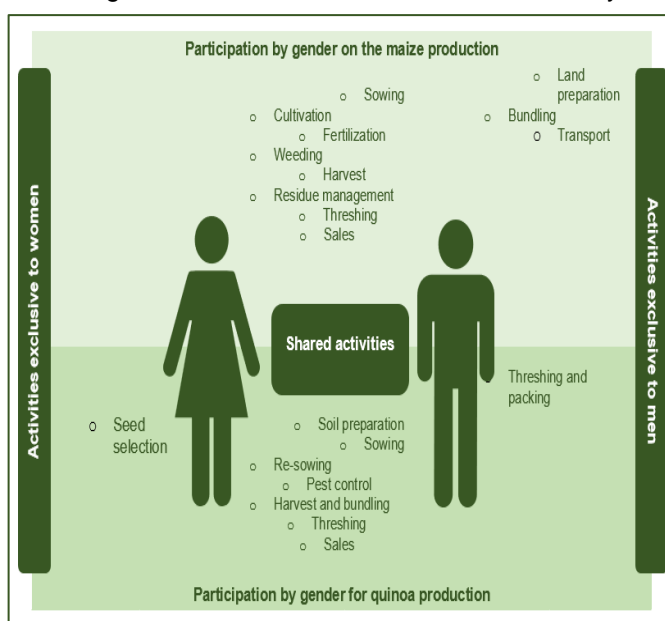 Participation by gender on the maize production
Land
preparation
Sowing
Cultivation
Bundling
Fertilization
Transport
Weeding
Harvest
Residue management
Threshing
Sales
Activities exclusive to women
Activities exclusive to men
Shared activities
Threshing and
packing
Seed
selection
Soil preparation
Sowing
Re-sowing
Pest control
Harvest and bundling
Threshing
Sales
Participation by gender for quinoa production